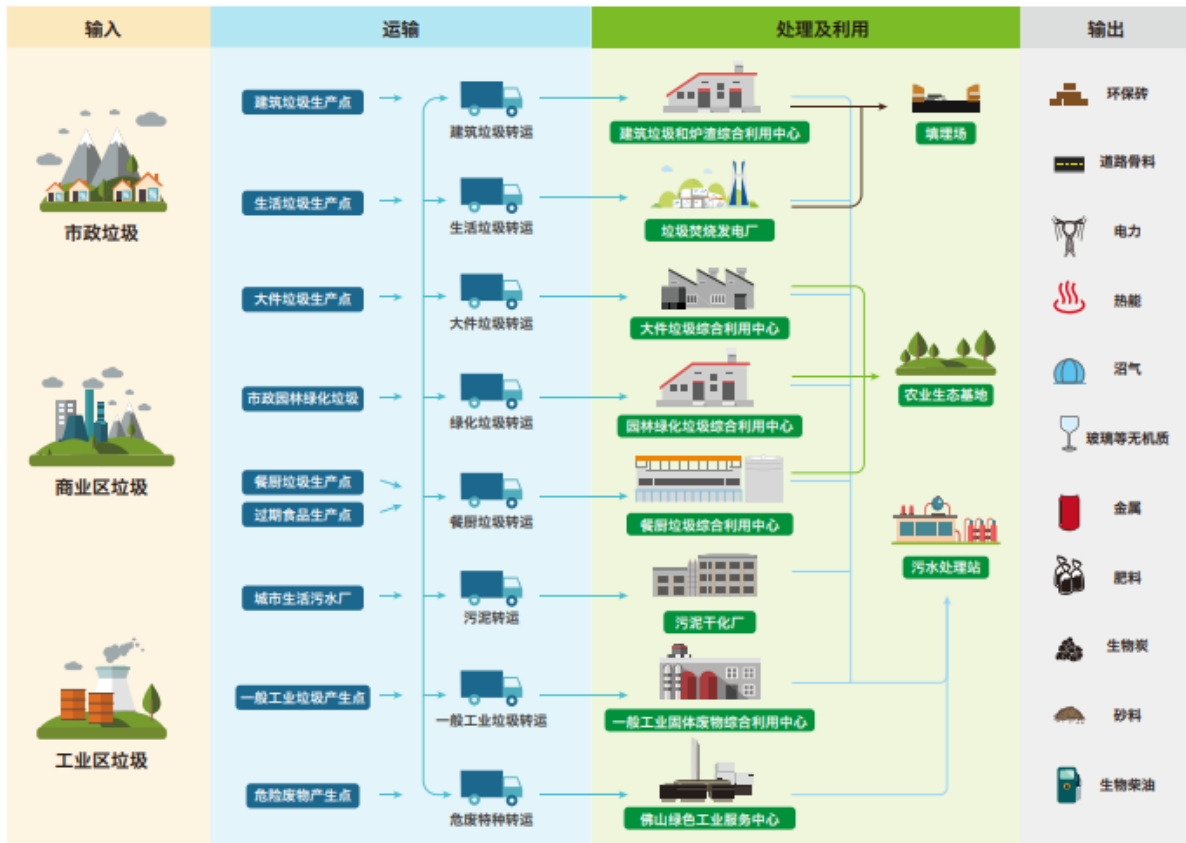 输入
运输
处理及利用
输出
市政垃圾
商业区垃圾
工业区垃圾
建筑垃圾生产点
生活垃圾生产点
大件垃圾生产点
市政园林绿化垃圾
餐厨垃圾生产点
过期食品生产点
城市生活污水厂
一般工业垃圾产生点
危险废物产生点
建筑垃圾转运
生活垃圾转运
大件垃圾转运
绿化垃圾转运
餐厨垃圾转运
污泥转运
一般工业垃圾转运
危废特种转运
建筑垃圾和炉渣综合利用中心
垃圾焚烧发电厂
大件垃圾综合利用中心
园林绿化垃圾综合利用中心
餐厨垃圾综合利用中心
污泥干化厂
一般工业固体废物综合利用中心
佛山绿色工业服务中心
填埋场
农业生态基地
污水处理站
环保砖
道路骨料
电力
热能
沼气
玻璃等无机质
金属
肥料
生物炭
砂料
生物柴油